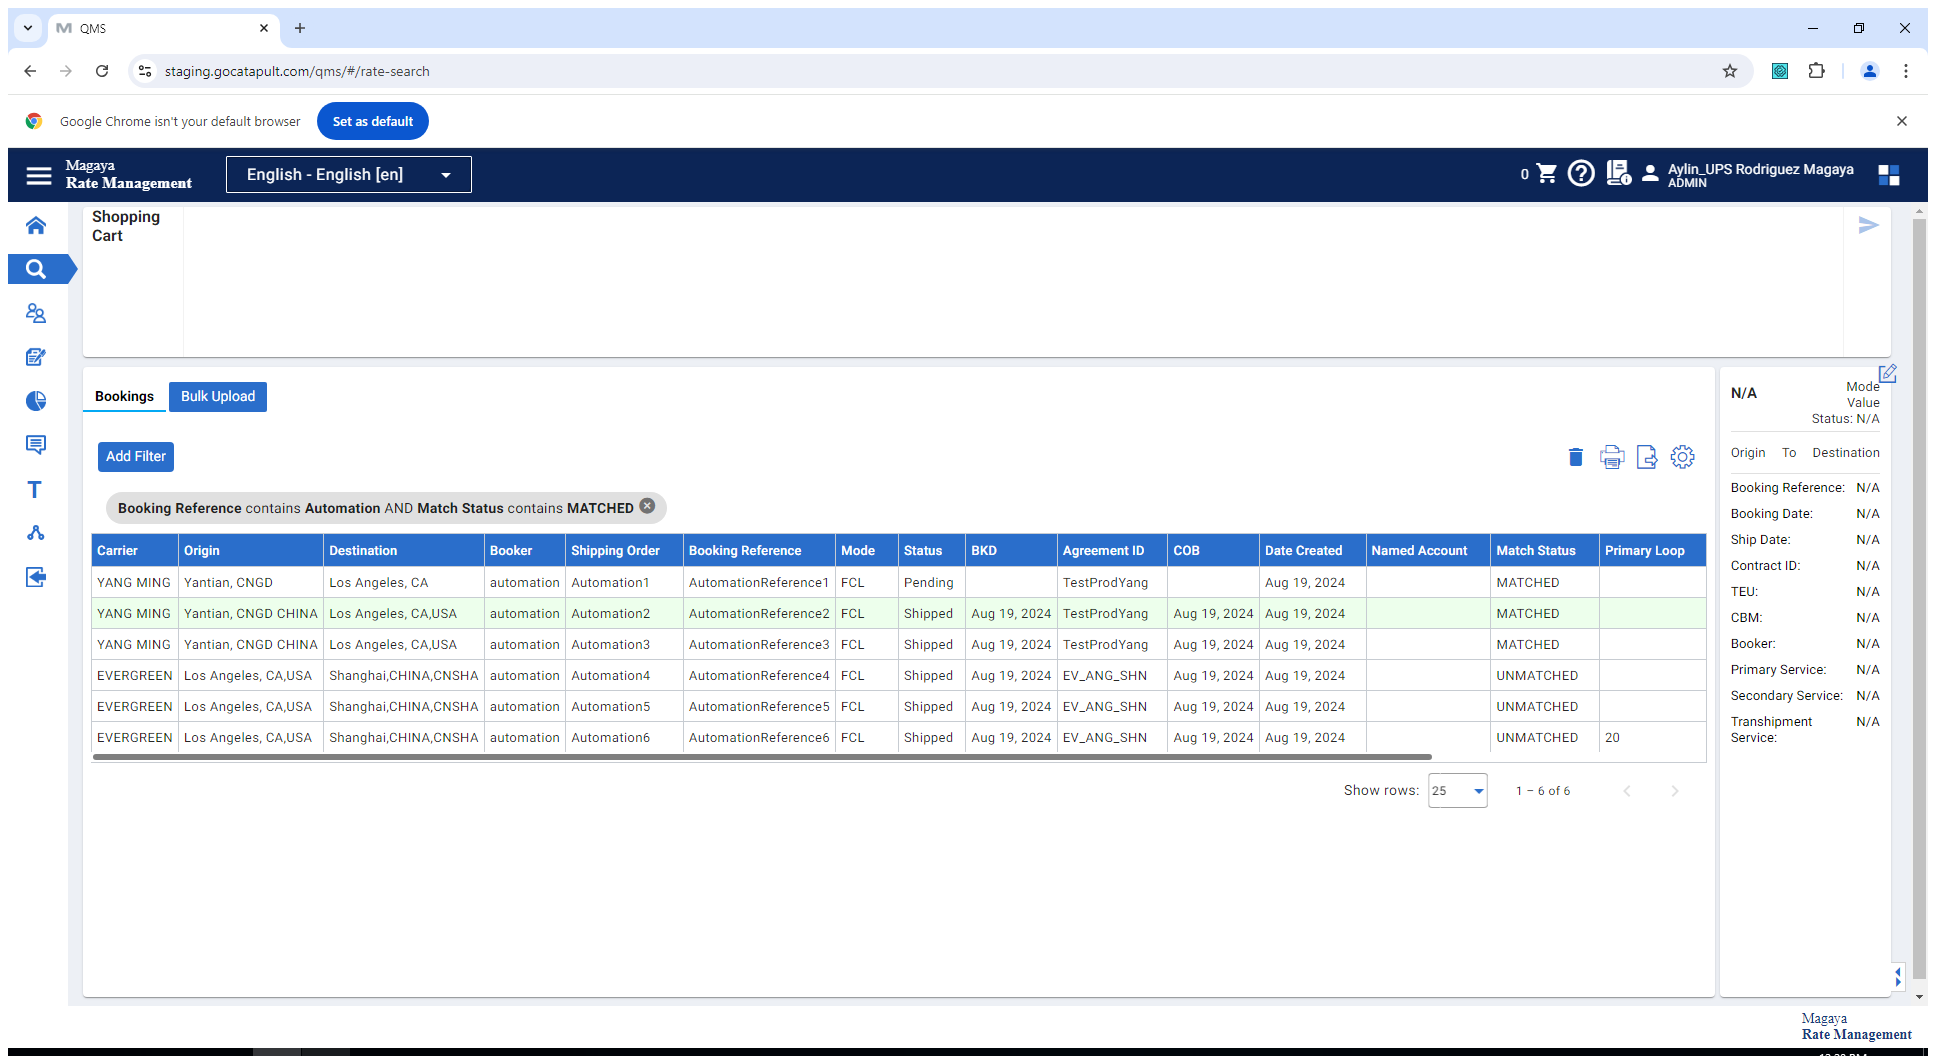 QMS
staging.gocatapult.com/qms/#/rate-search
Google Chrome isn't your default browser
Set as default
Magaya
Rate Management
English - English [en]
0
Aylin_UPS Rodriguez Magaya
ADMIN
Shopping
Cart
Bookings
Bulk Upload
Add Filter
Booking Reference contains Automation AND Match Status contains MATCHED
Carrier Origin Destination Booker Shipping Order Booking Reference Mode Status BKD Agreement ID COB Date Created Named Account Match Status Primary Loop
YANG MING Yantian, CNGD Los Angeles, CA automation Automation1 AutomationReference1 FCL Pending TestProdYang Aug 19, 2024 MATCHED
YANG MING Yantian, CNGD CHINA Los Angeles, CA,USA automation Automation2 AutomationReference2 FCL Shipped Aug 19, 2024 TestProdYang Aug 19, 2024 Aug 19, 2024 MATCHED
YANG MING Yantian, CNGD CHINA Los Angeles, CA,USA automation Automation3 AutomationReference3 FCL Shipped Aug 19, 2024 TestProdYang Aug 19, 2024 Aug 19, 2024 MATCHED
EVERGREEN Los Angeles, CA,USA Shanghai,CHINA,CNSHA automation Automation4 AutomationReference4 FCL Shipped Aug 19, 2024 EV_ANG_SHN Aug 19, 2024 Aug 19, 2024 UNMATCHED
EVERGREEN Los Angeles, CA,USA Shanghai,CHINA,CNSHA automation Automation5 AutomationReference5 FCL Shipped Aug 19, 2024 EV_ANG_SHN Aug 19, 2024 Aug 19, 2024 UNMATCHED
EVERGREEN Los Angeles, CA,USA Shanghai,CHINA,CNSHA automation Automation6 AutomationReference6 FCL Shipped Aug 19, 2024 EV_ANG_SHN Aug 19, 2024 Aug 19, 2024 UNMATCHED 20
Show rows: 25 1 – 6 of 6
N/A
Mode
Value
Status: N/A
Origin To Destination
Booking Reference: N/A
Booking Date: N/A
Ship Date: N/A
Contract ID: N/A
TEU: N/A
CBM: N/A
Booker: N/A
Primary Service: N/A
Secondary Service: N/A
Transhipment N/A
Service:
Magaya
Rate Management